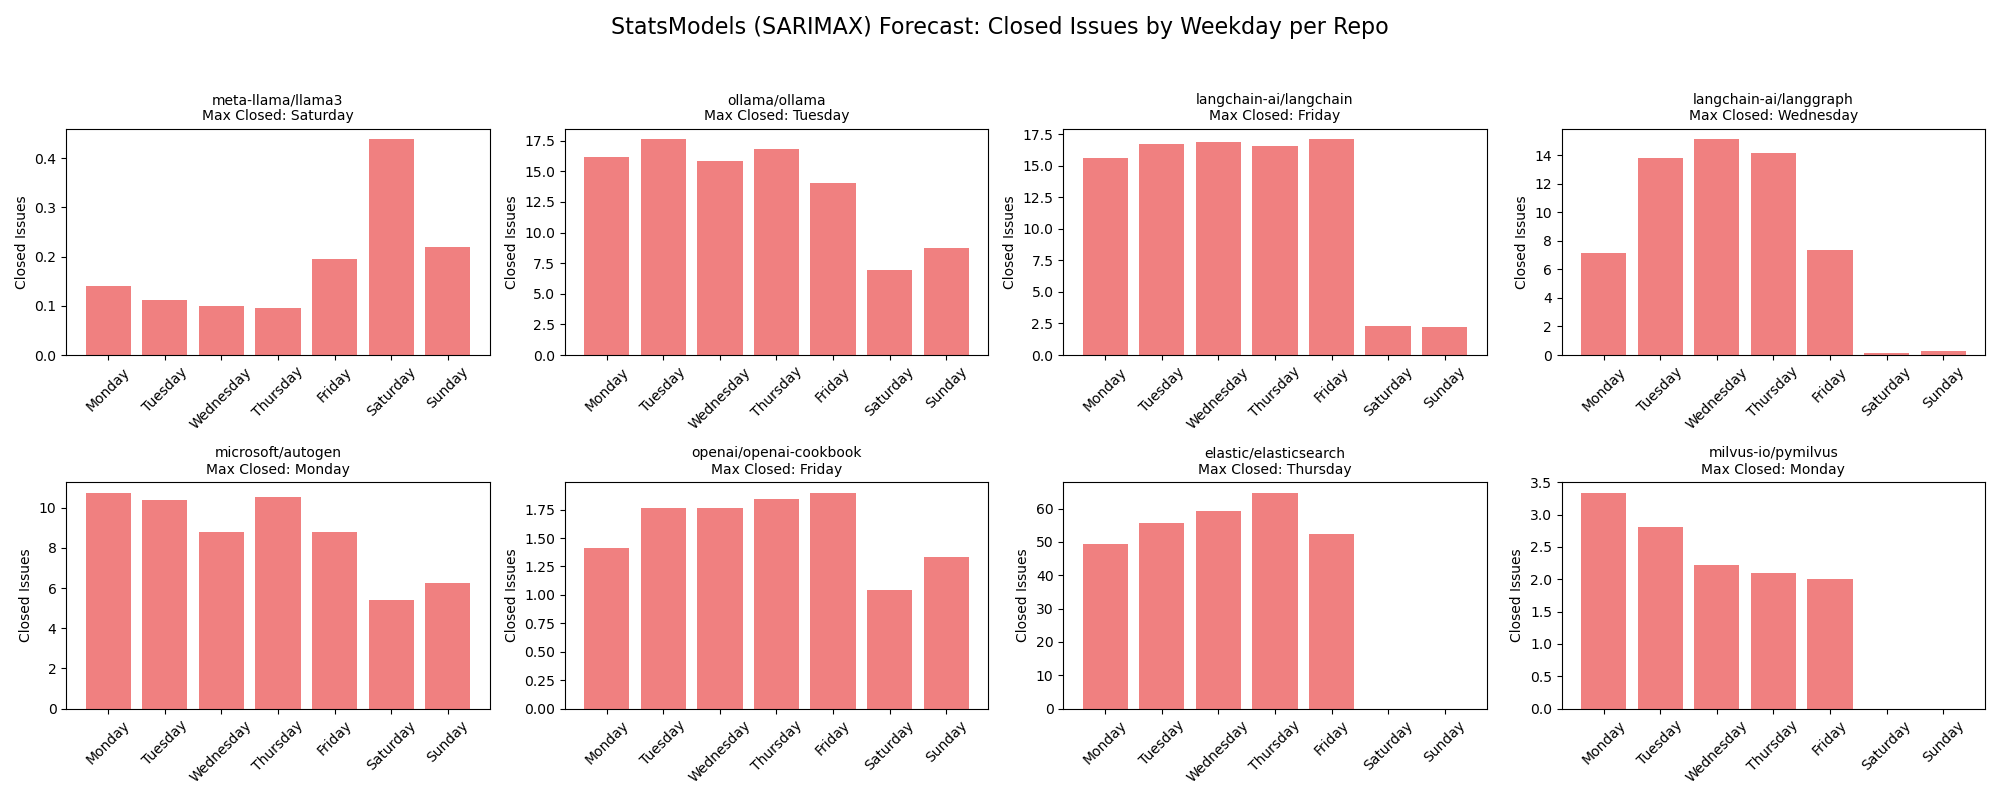 StatsModels (SARIMAX) Forecast: Closed Issues by Weekday per Repo
meta-llama/llama3
Max Closed: Saturday
Closed Issues
0.4
0.3
0.2
0.1
0.0
Monday
Tuesday
Wednesday
Thursday
Friday
Saturday
Sunday
ollama/ollama
Max Closed: Tuesday
Closed Issues
17.5
15.0
12.5
10.0
7.5
5.0
2.5
0.0
Monday
Tuesday
Wednesday
Thursday
Friday
Saturday
Sunday
langchain-ai/langchain
Max Closed: Friday
Closed Issues
17.5
15.0
12.5
10.0
7.5
5.0
2.5
0.0
Monday
Tuesday
Wednesday
Thursday
Friday
Saturday
Sunday
langchain-ai/langgraph
Max Closed: Wednesday
Closed Issues
14
12
10
8
6
4
2
0
Monday
Tuesday
Wednesday
Thursday
Friday
Saturday
Sunday
microsoft/autogen
Max Closed: Monday
Closed Issues
10
8
6
4
2
0
Monday
Tuesday
Wednesday
Thursday
Friday
Saturday
Sunday
openai/openai-cookbook
Max Closed: Friday
Closed Issues
1.75
1.50
1.25
1.00
0.75
0.50
0.25
0.00
Monday
Tuesday
Wednesday
Thursday
Friday
Saturday
Sunday
elastic/elasticsearch
Max Closed: Thursday
Closed Issues
60
50
40
30
20
10
0
Monday
Tuesday
Wednesday
Thursday
Friday
Saturday
Sunday
milvus-io/pymilvus
Max Closed: Monday
Closed Issues
3.5
3.0
2.5
2.0
1.5
1.0
0.5
0.0
Monday
Tuesday
Wednesday
Thursday
Friday
Saturday
Sunday